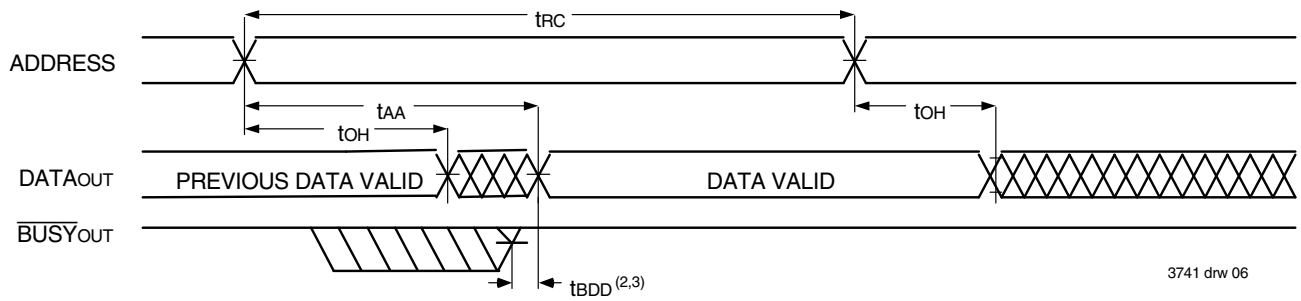 tRC
ADDRESS
tAA
tOH
tOH
DATAOUT
PREVIOUS DATA VALID
DATA VALID
BUSYOUT
tBDD (2,3)
3741 drw 06